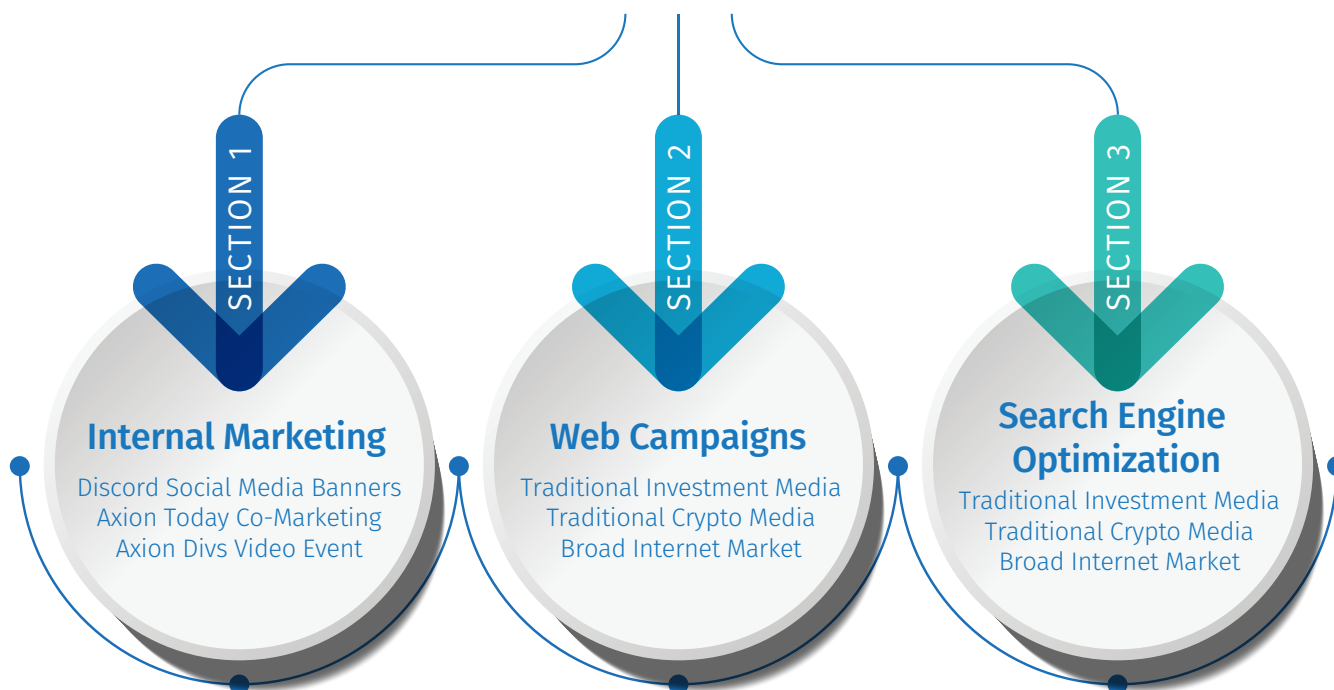 SECTION 1
Internal Marketing
Discord Social Media Banners
Axion Today Co-Marketing
Axion Divs Video Event
SECTION 2
Web Campaigns
Traditional Investment Media
Traditional Crypto Media
Broad Internet Market
SECTION 3
Search Engine
Optimization
Traditional Investment Media
Traditional Crypto Media
Broad Internet Market